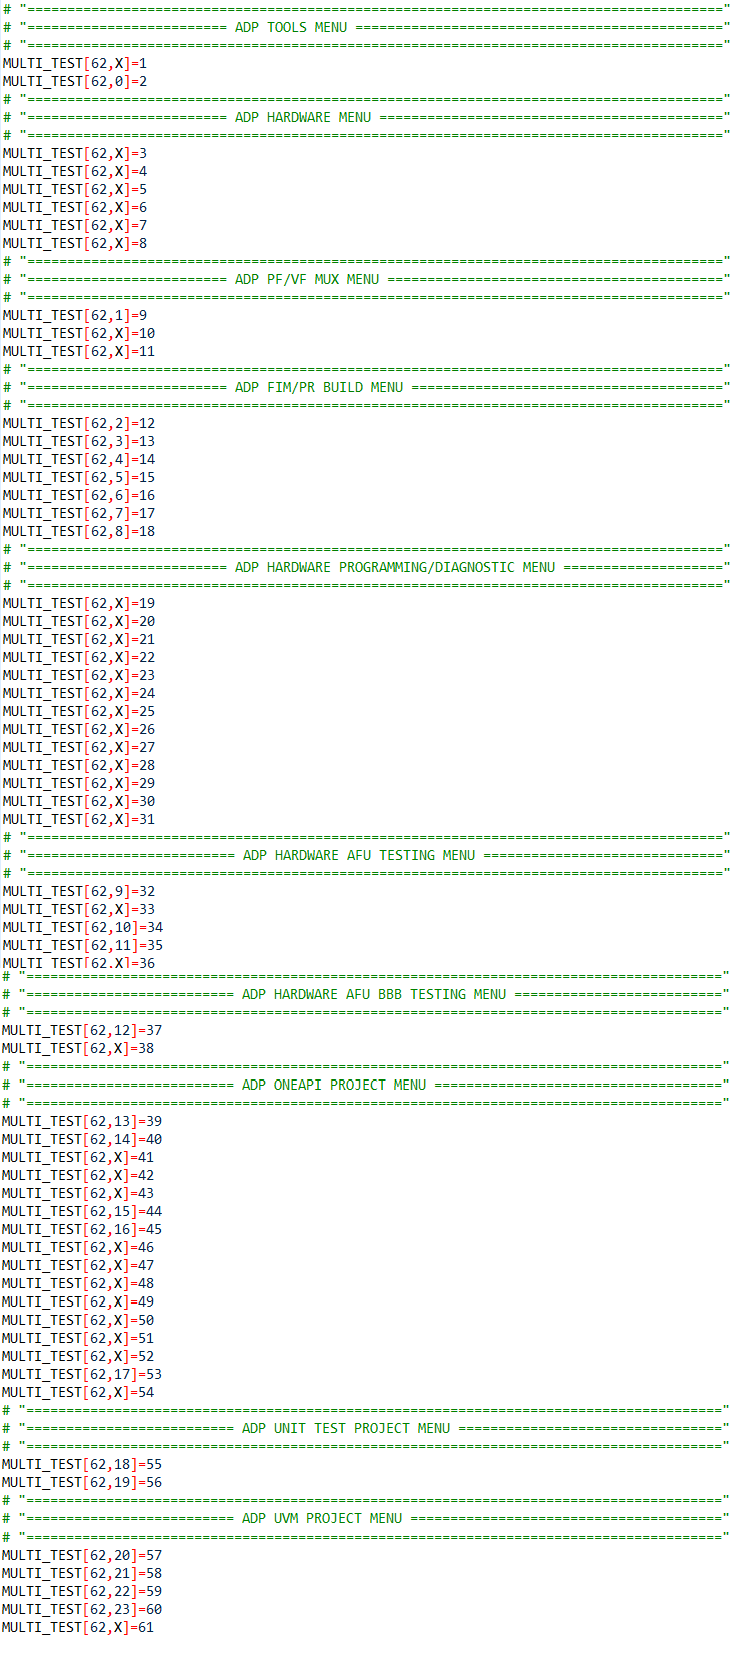 # "======================================================================================="
# "========================= ADP TOOLS MENU =============================================="
# "======================================================================================="
MULTI_TEST[62,X]=1
MULTI_TEST[62,0]=2
# "======================================================================================="
# "========================= ADP HARDWARE MENU ==========================================="
# "======================================================================================="
MULTI_TEST[62,X]=3
MULTI_TEST[62,X]=4
MULTI_TEST[62,X]=5
MULTI_TEST[62,X]=6
MULTI_TEST[62,X]=7
MULTI_TEST[62,X]=8
# "======================================================================================="
# "========================= ADP PF/VF MUX MENU =========================================="
# "======================================================================================="
MULTI_TEST[62,1]=9
MULTI_TEST[62,X]=10
MULTI_TEST[62,X]=11
# "======================================================================================="
# "========================= ADP FIM/PR BUILD MENU ======================================="
# "======================================================================================="
MULTI_TEST[62,2]=12
MULTI_TEST[62,3]=13
MULTI_TEST[62,4]=14
MULTI_TEST[62,5]=15
MULTI_TEST[62,6]=16
MULTI_TEST[62,7]=17
MULTI_TEST[62,8]=18
# "======================================================================================="
# "========================= ADP HARDWARE PROGRAMMING/DIAGNOSTIC MENU ===================="
# "======================================================================================="
MULTI_TEST[62,X]=19
MULTI_TEST[62,X]=20
MULTI_TEST[62,X]=21
MULTI_TEST[62,X]=22
MULTI_TEST[62,X]=23
MULTI_TEST[62,X]=24
MULTI_TEST[62,X]=25
MULTI_TEST[62,X]=26
MULTI_TEST[62,X]=27
MULTI_TEST[62,X]=28
MULTI_TEST[62,X]=29
MULTI_TEST[62,X]=30
MULTI_TEST[62,X]=31
# "======================================================================================="
# "========================== ADP HARDWARE AFU TESTING MENU =============================="
# "======================================================================================="
MULTI_TEST[62,9]=32
MULTI_TEST[62,X]=33
MULTI_TEST[62,10]=34
MULTI_TEST[62,11]=35
MULTI_TEST[62,X]=36
# "======================================================================================="
# "========================== ADP HARDWARE AFU BBB TESTING MENU =========================="
# "======================================================================================="
MULTI_TEST[62,12]=37
MULTI_TEST[62,X]=38
# "======================================================================================="
# "========================== ADP ONEAPI PROJECT MENU ===================================="
# "======================================================================================="
MULTI_TEST[62,13]=39
MULTI_TEST[62,14]=40
MULTI_TEST[62,X]=41
MULTI_TEST[62,X]=42
MULTI_TEST[62,X]=43
MULTI_TEST[62,15]=44
MULTI_TEST[62,16]=45
MULTI_TEST[62,X]=46
MULTI_TEST[62,X]=47
MULTI_TEST[62,X]=48
MULTI_TEST[62,X]=49
MULTI_TEST[62,X]=50
MULTI_TEST[62,X]=51
MULTI_TEST[62,X]=52
MULTI_TEST[62,17]=53
MULTI_TEST[62,X]=54
# "======================================================================================="
# "========================== ADP UNIT TEST PROJECT MENU ================================="
# "======================================================================================="
MULTI_TEST[62,18]=55
MULTI_TEST[62,19]=56
# "======================================================================================="
# "========================== ADP UVM PROJECT MENU ======================================="
# "======================================================================================="
MULTI_TEST[62,20]=57
MULTI_TEST[62,21]=58
MULTI_TEST[62,22]=59
MULTI_TEST[62,23]=60
MULTI_TEST[62,X]=61